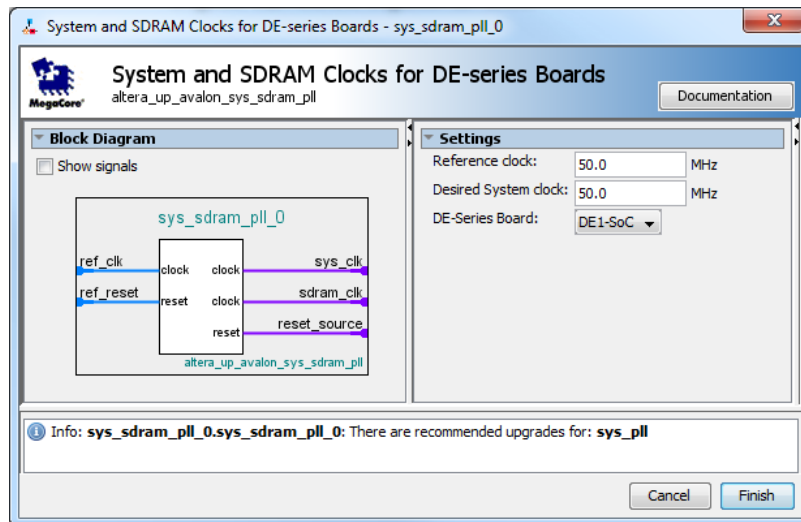 System and SDRAM Clocks for DE-series Boards - sys_sdram_pll_0
System and SDRAM Clocks for DE-series Boards
altera_up_avalon_sys_sdram_pll
MegaCore®
Documentation
Block Diagram
Show signals
sys_sdram_pll_0
ref_clk
clock
clock
sys_clk
ref_reset
reset
clock
sdram_clk
reset
reset_source
altera_up_avalon_sys_sdram_pll
Settings
Reference clock: 50.0 MHz
Desired System clock: 50.0 MHz
DE-Series Board: DE1-SoC
Info: sys_sdram_pll_0.sys_sdram_pll_0: There are recommended upgrades for: sys_pll
Cancel
Finish